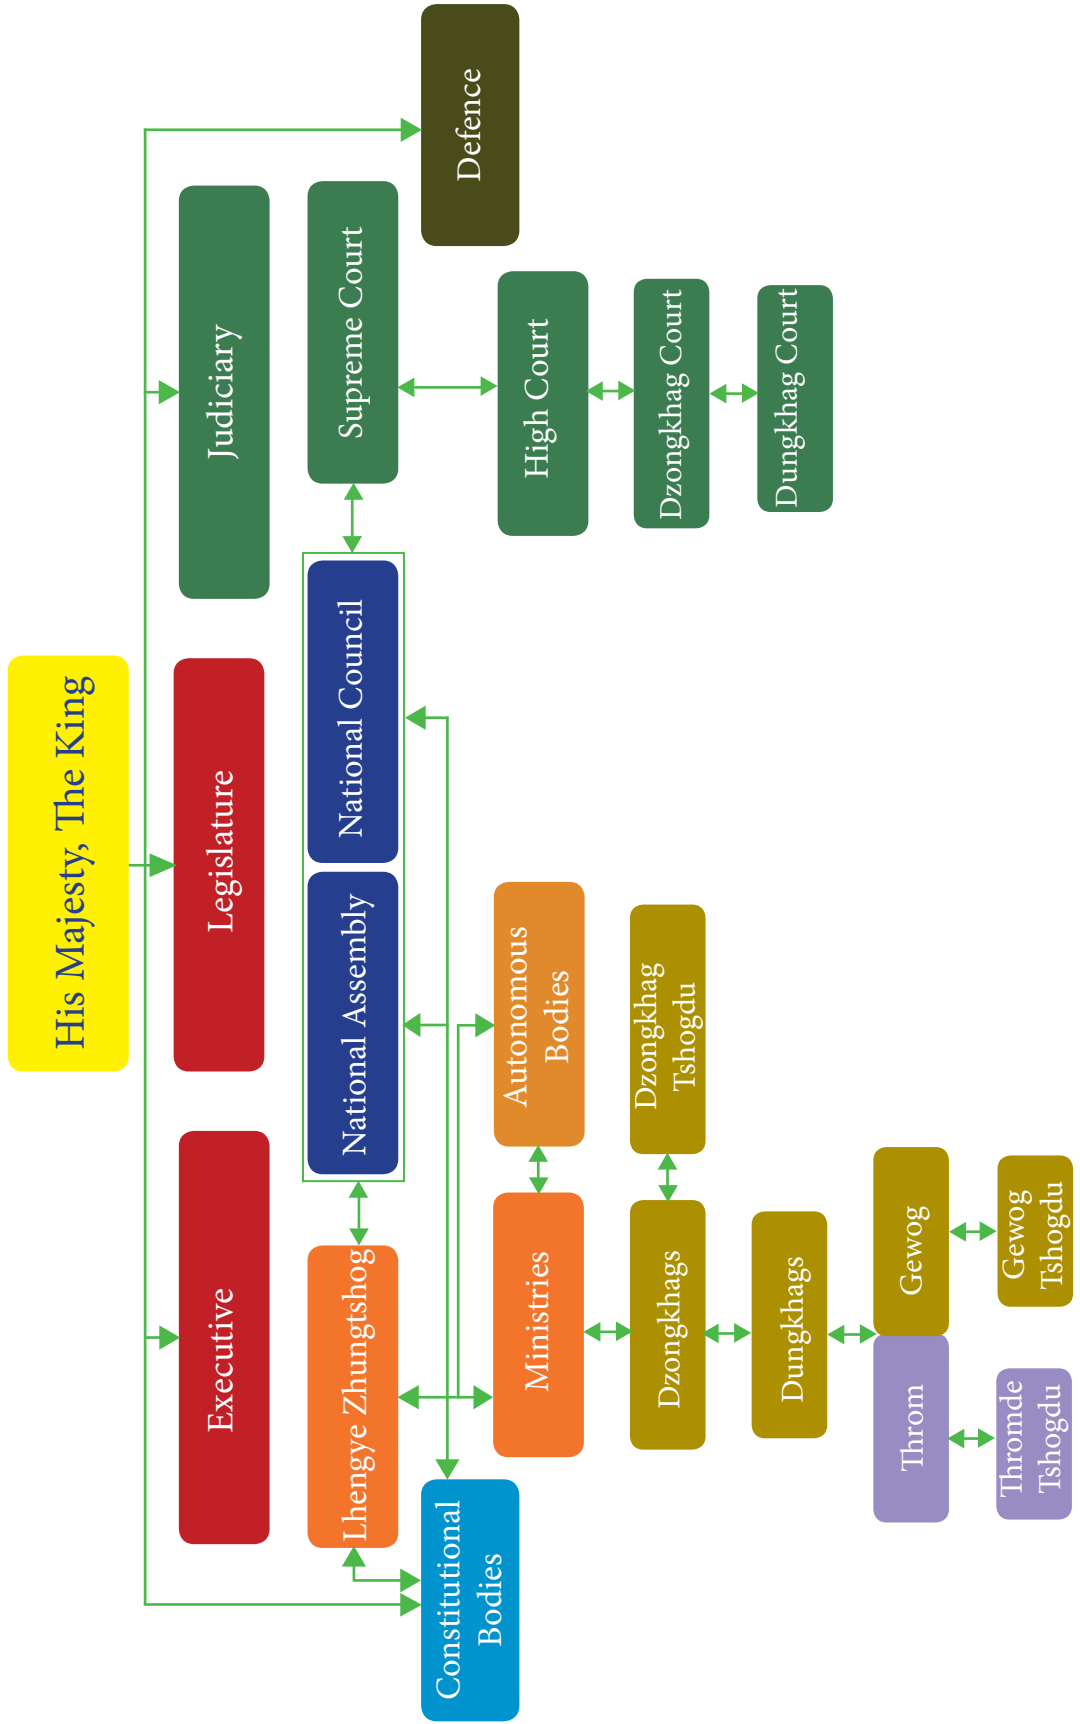 His Majesty, The King
Executive
Legislature
Judiciary
Lhengye Zhungtshog
National Assembly
National Council
Supreme Court
Constitutional
Bodies
Defence
Ministries
Autonomous
Bodies
High Court
Dzongkhags
Dzongkhag
Tshogdu
Dzongkhag Court
Dungkhags
Dungkhag Court
Throm
Gewog
Thromde
Tshogdu
Gewog
Tshogdu